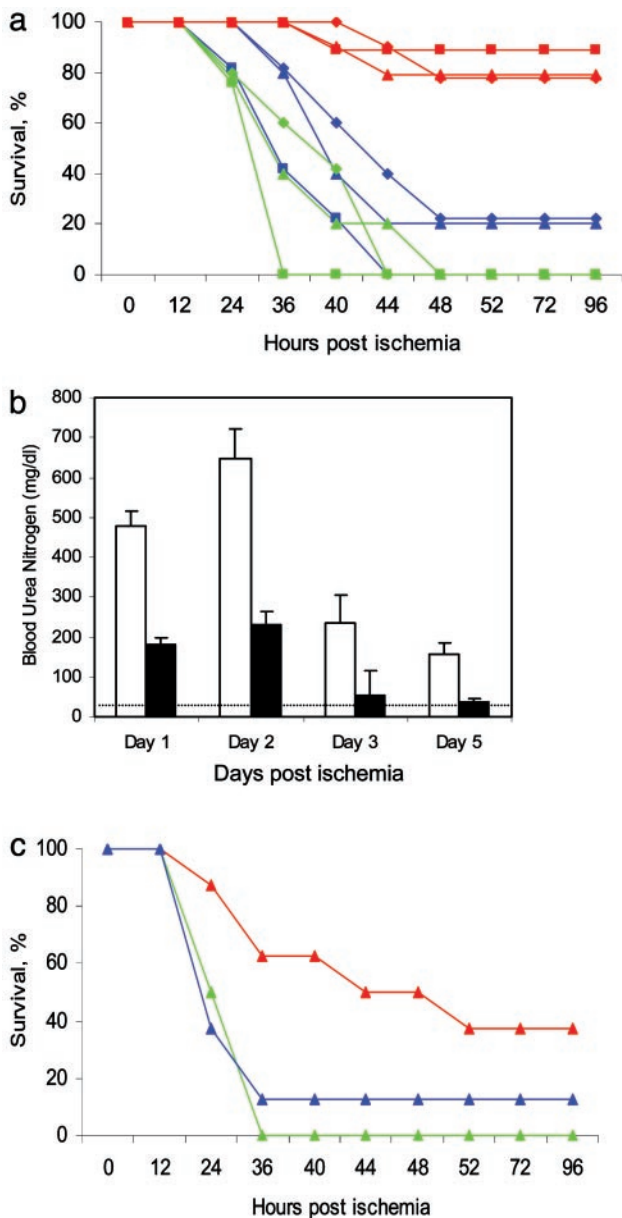 a
Survival, %
100
80
60
40
20
0
0 12 24 36 40 44 48 52 72 96
Hours post ischemia
b
Blood Urea Nitrogen (mg/dl)
800
700
600
500
400
300
200
100
0
Day 1 Day 2 Day 3 Day 5
Days post ischemia
c
Survival, %
100
80
60
40
20
0
0 12 24 36 40 44 48 52 72 96
Hours post ischemia